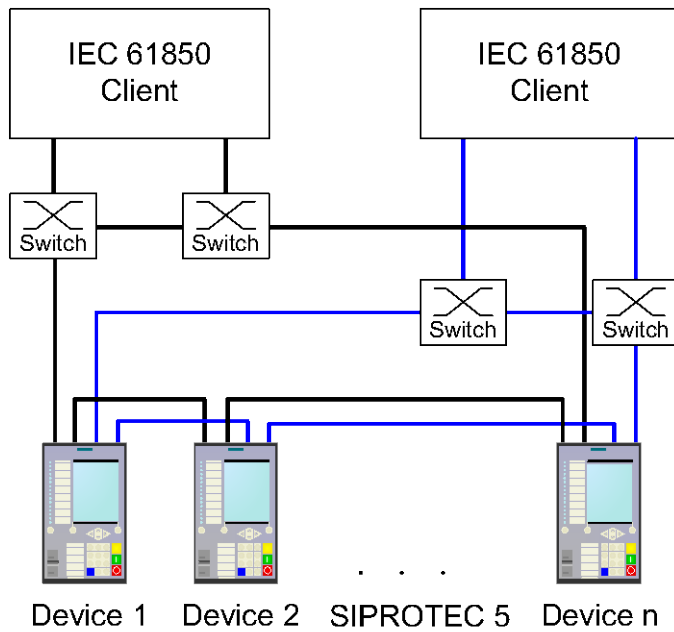 IEC 61850
Client
IEC 61850
Client
Switch
Switch
Switch
Switch
Device 1
Device 2
. . .
SIPROTEC 5
Device n